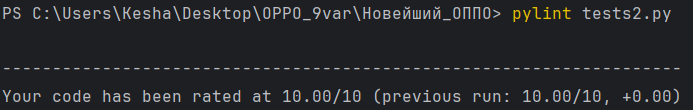 PS C:\Users\Kesha\Desktop\OPPO_9var\Новейший_ОППО> pylint tests2.py
--------------------------------------------------------------------
Your code has been rated at 10.00/10 (previous run: 10.00/10, +0.00)